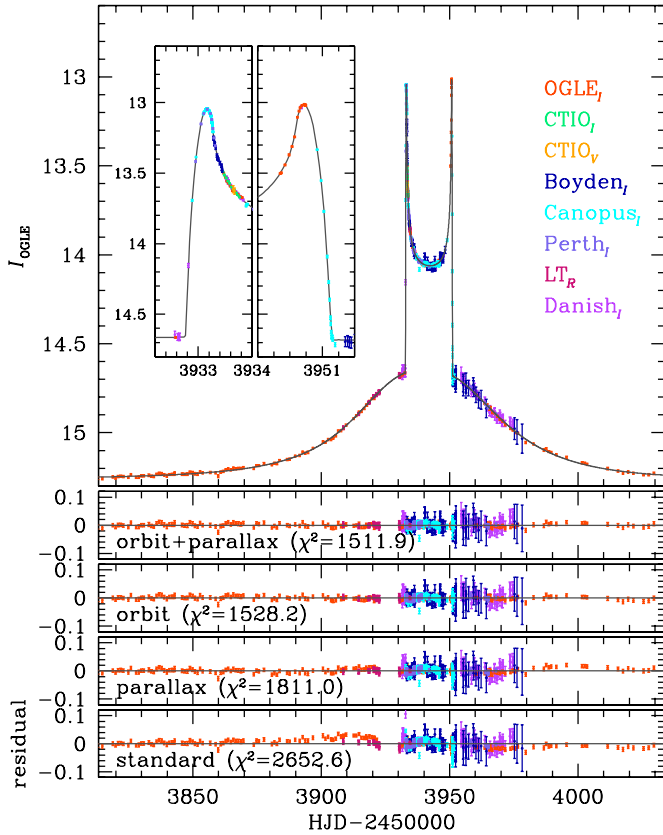 13
13.5
14
14.5
15
I_OGLE
13
13.5
14
14.5
3933
3934
3951
OGLE_I
CTIO_I
CTIO_V
Boyden_I
Canopus_I
Perth_I
LT_R
Danish_I
0.1
0
−0.1
orbit+parallax (χ²=1511.9)
0.1
0
−0.1
orbit (χ²=1528.2)
0.1
0
−0.1
parallax (χ²=1811.0)
0.1
0
−0.1
standard (χ²=2652.6)
residual
3850
3900
3950
4000
HJD−2450000